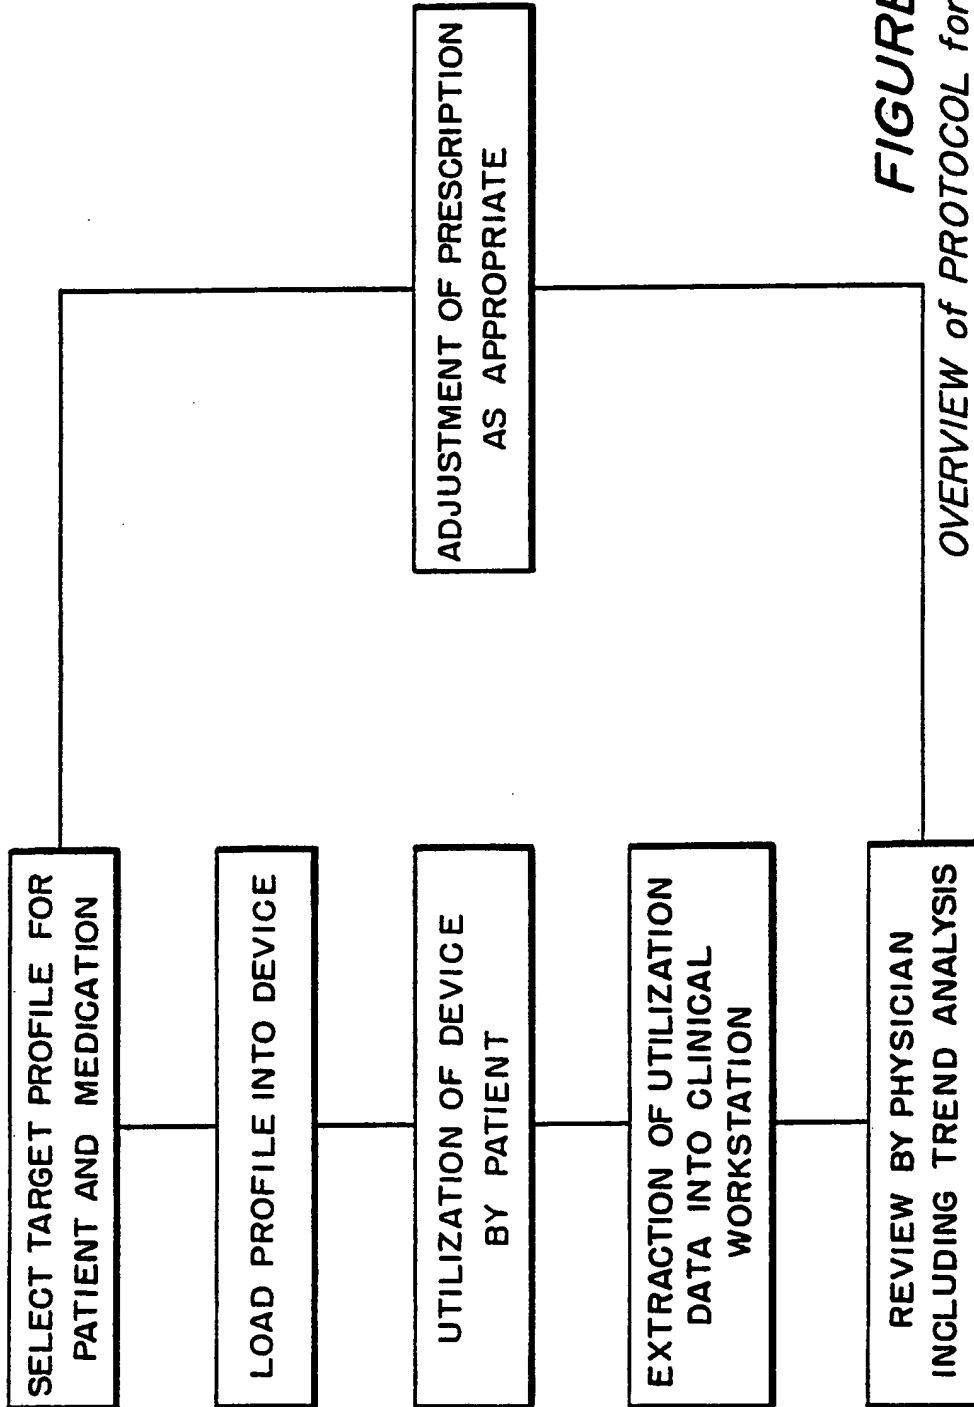 SELECT TARGET PROFILE FOR
PATIENT AND MEDICATION
LOAD PROFILE INTO DEVICE
UTILIZATION OF DEVICE
BY PATIENT
EXTRACTION OF UTILIZATION
DATA INTO CLINICAL
WORKSTATION
REVIEW BY PHYSICIAN
INCLUDING TREND ANALYSIS
ADJUSTMENT OF PRESCRIPTION
AS APPROPRIATE
FIGURE
OVERVIEW of PROTOCOL for